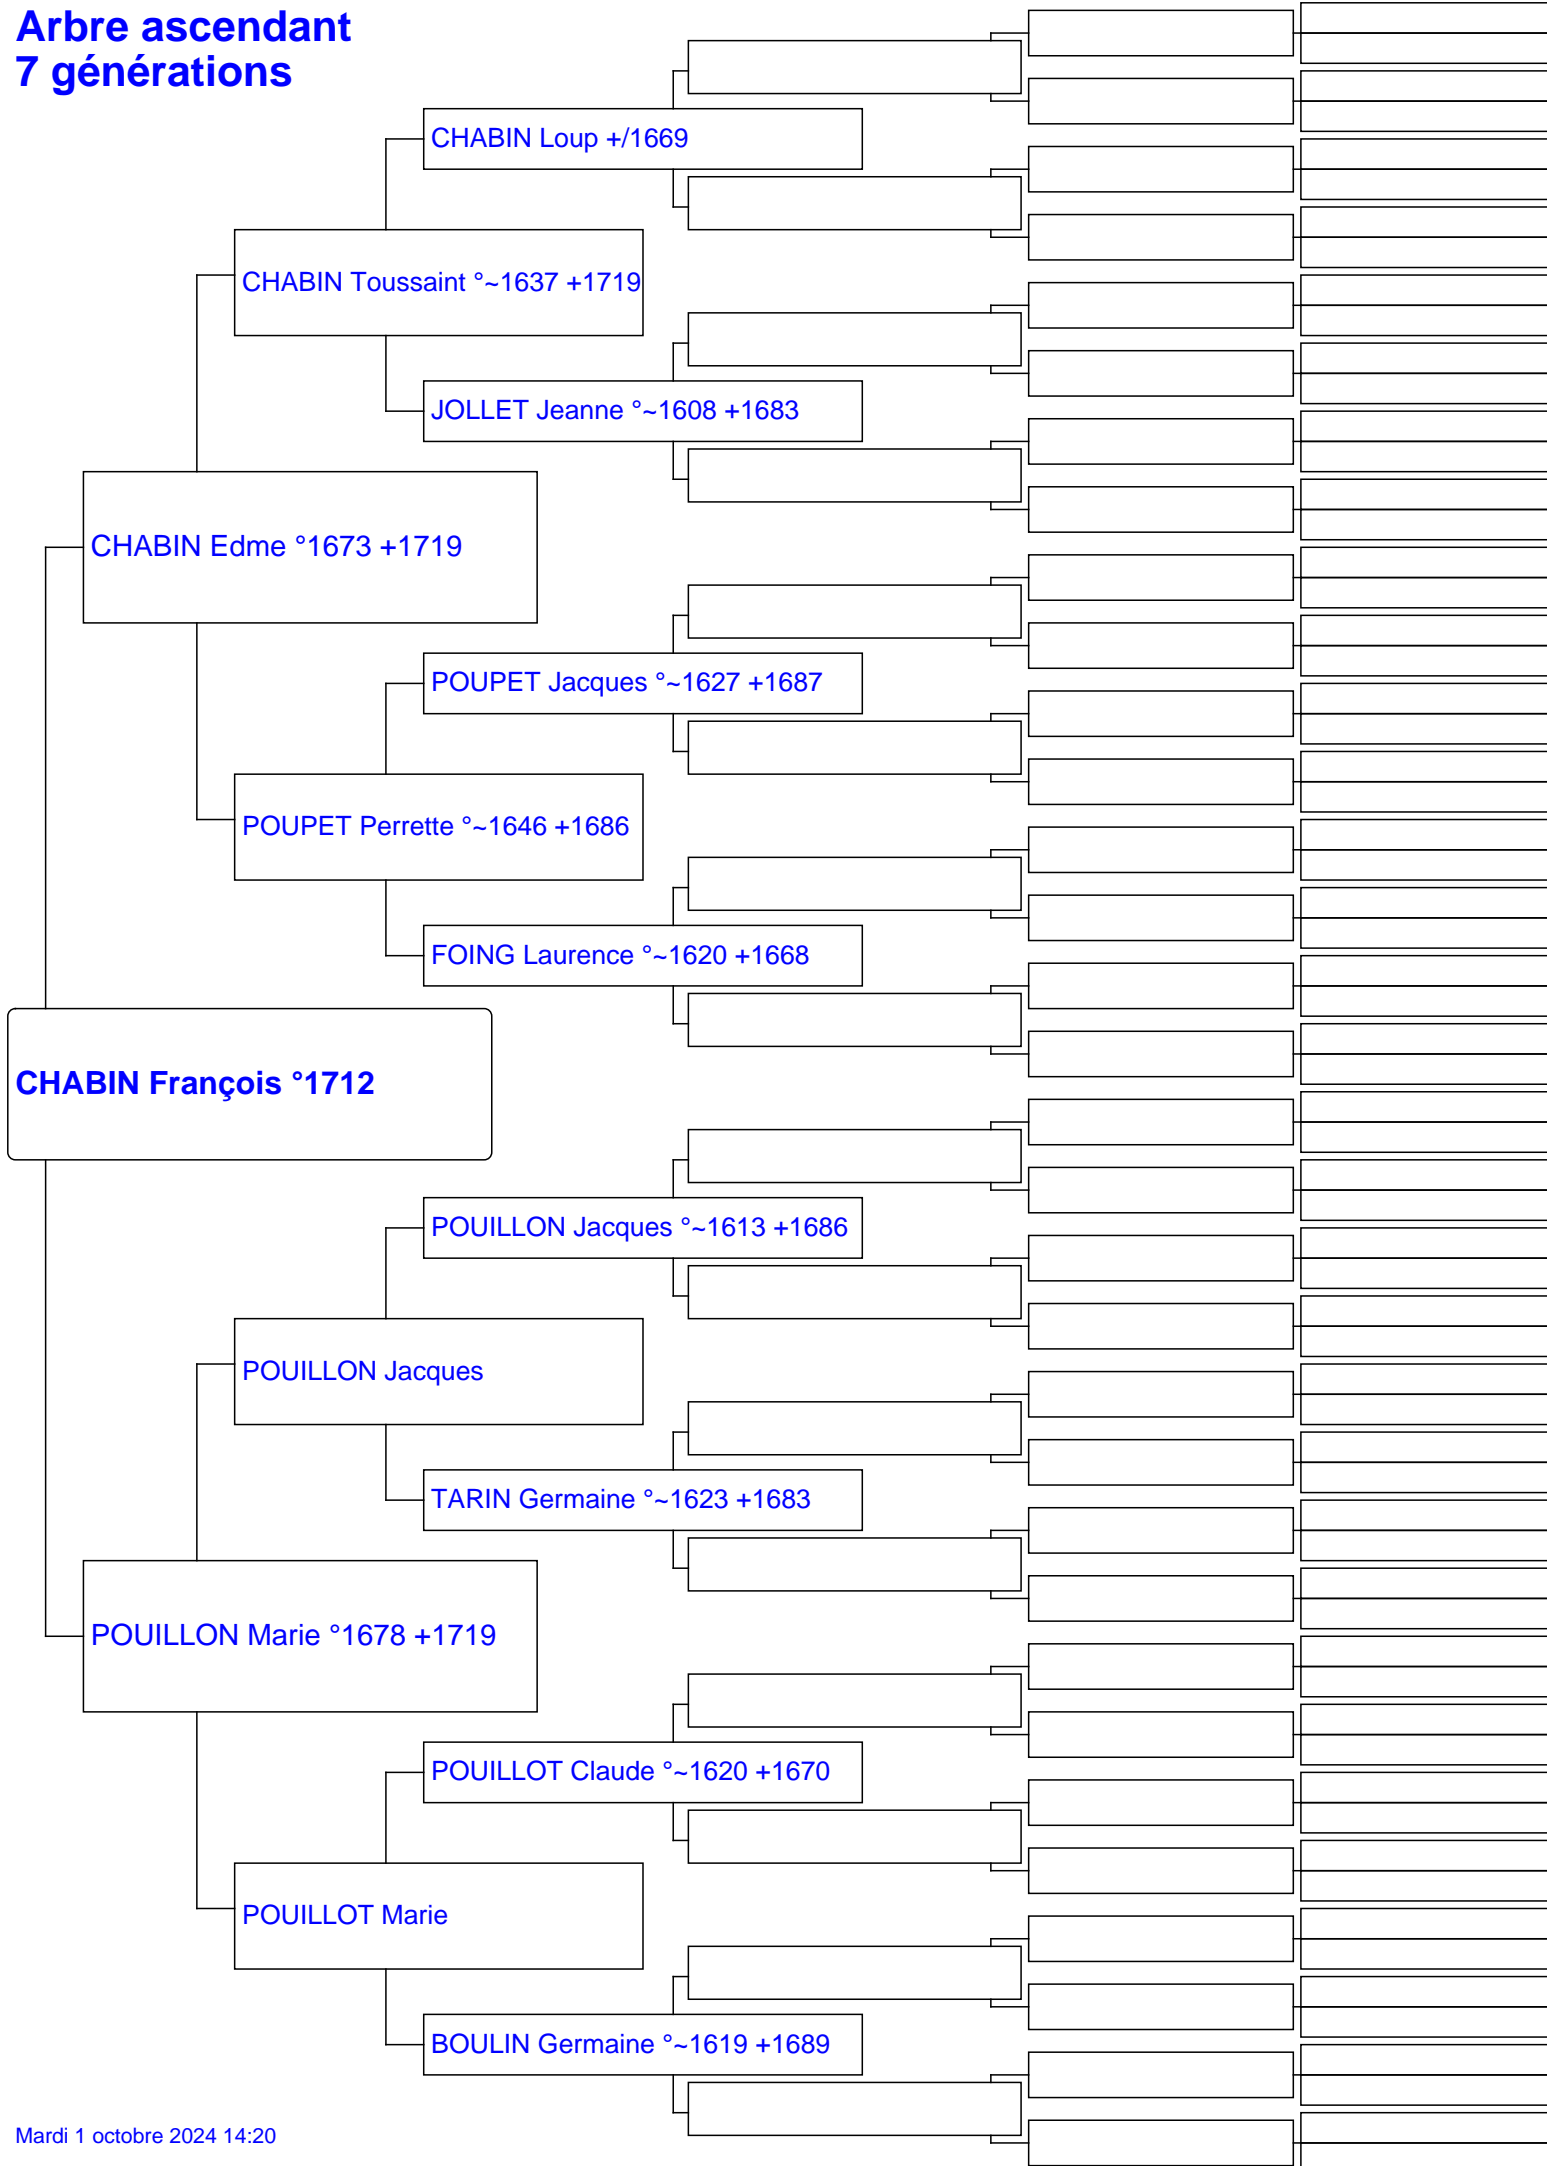 Arbre ascendant
7 générations
CHABIN Loup +/1669
CHABIN Toussaint °~1637 +1719
JOLLET Jeanne °~1608 +1683
CHABIN Edme °1673 +1719
POUPET Jacques °~1627 +1687
POUPET Perrette °~1646 +1686
FOING Laurence °~1620 +1668
CHABIN François °1712
POUILLON Jacques °~1613 +1686
POUILLON Jacques
TARIN Germaine °~1623 +1683
POUILLON Marie °1678 +1719
POUILLOT Claude °~1620 +1670
POUILLOT Marie
BOULIN Germaine °~1619 +1689
Mardi 1 octobre 2024 14:20